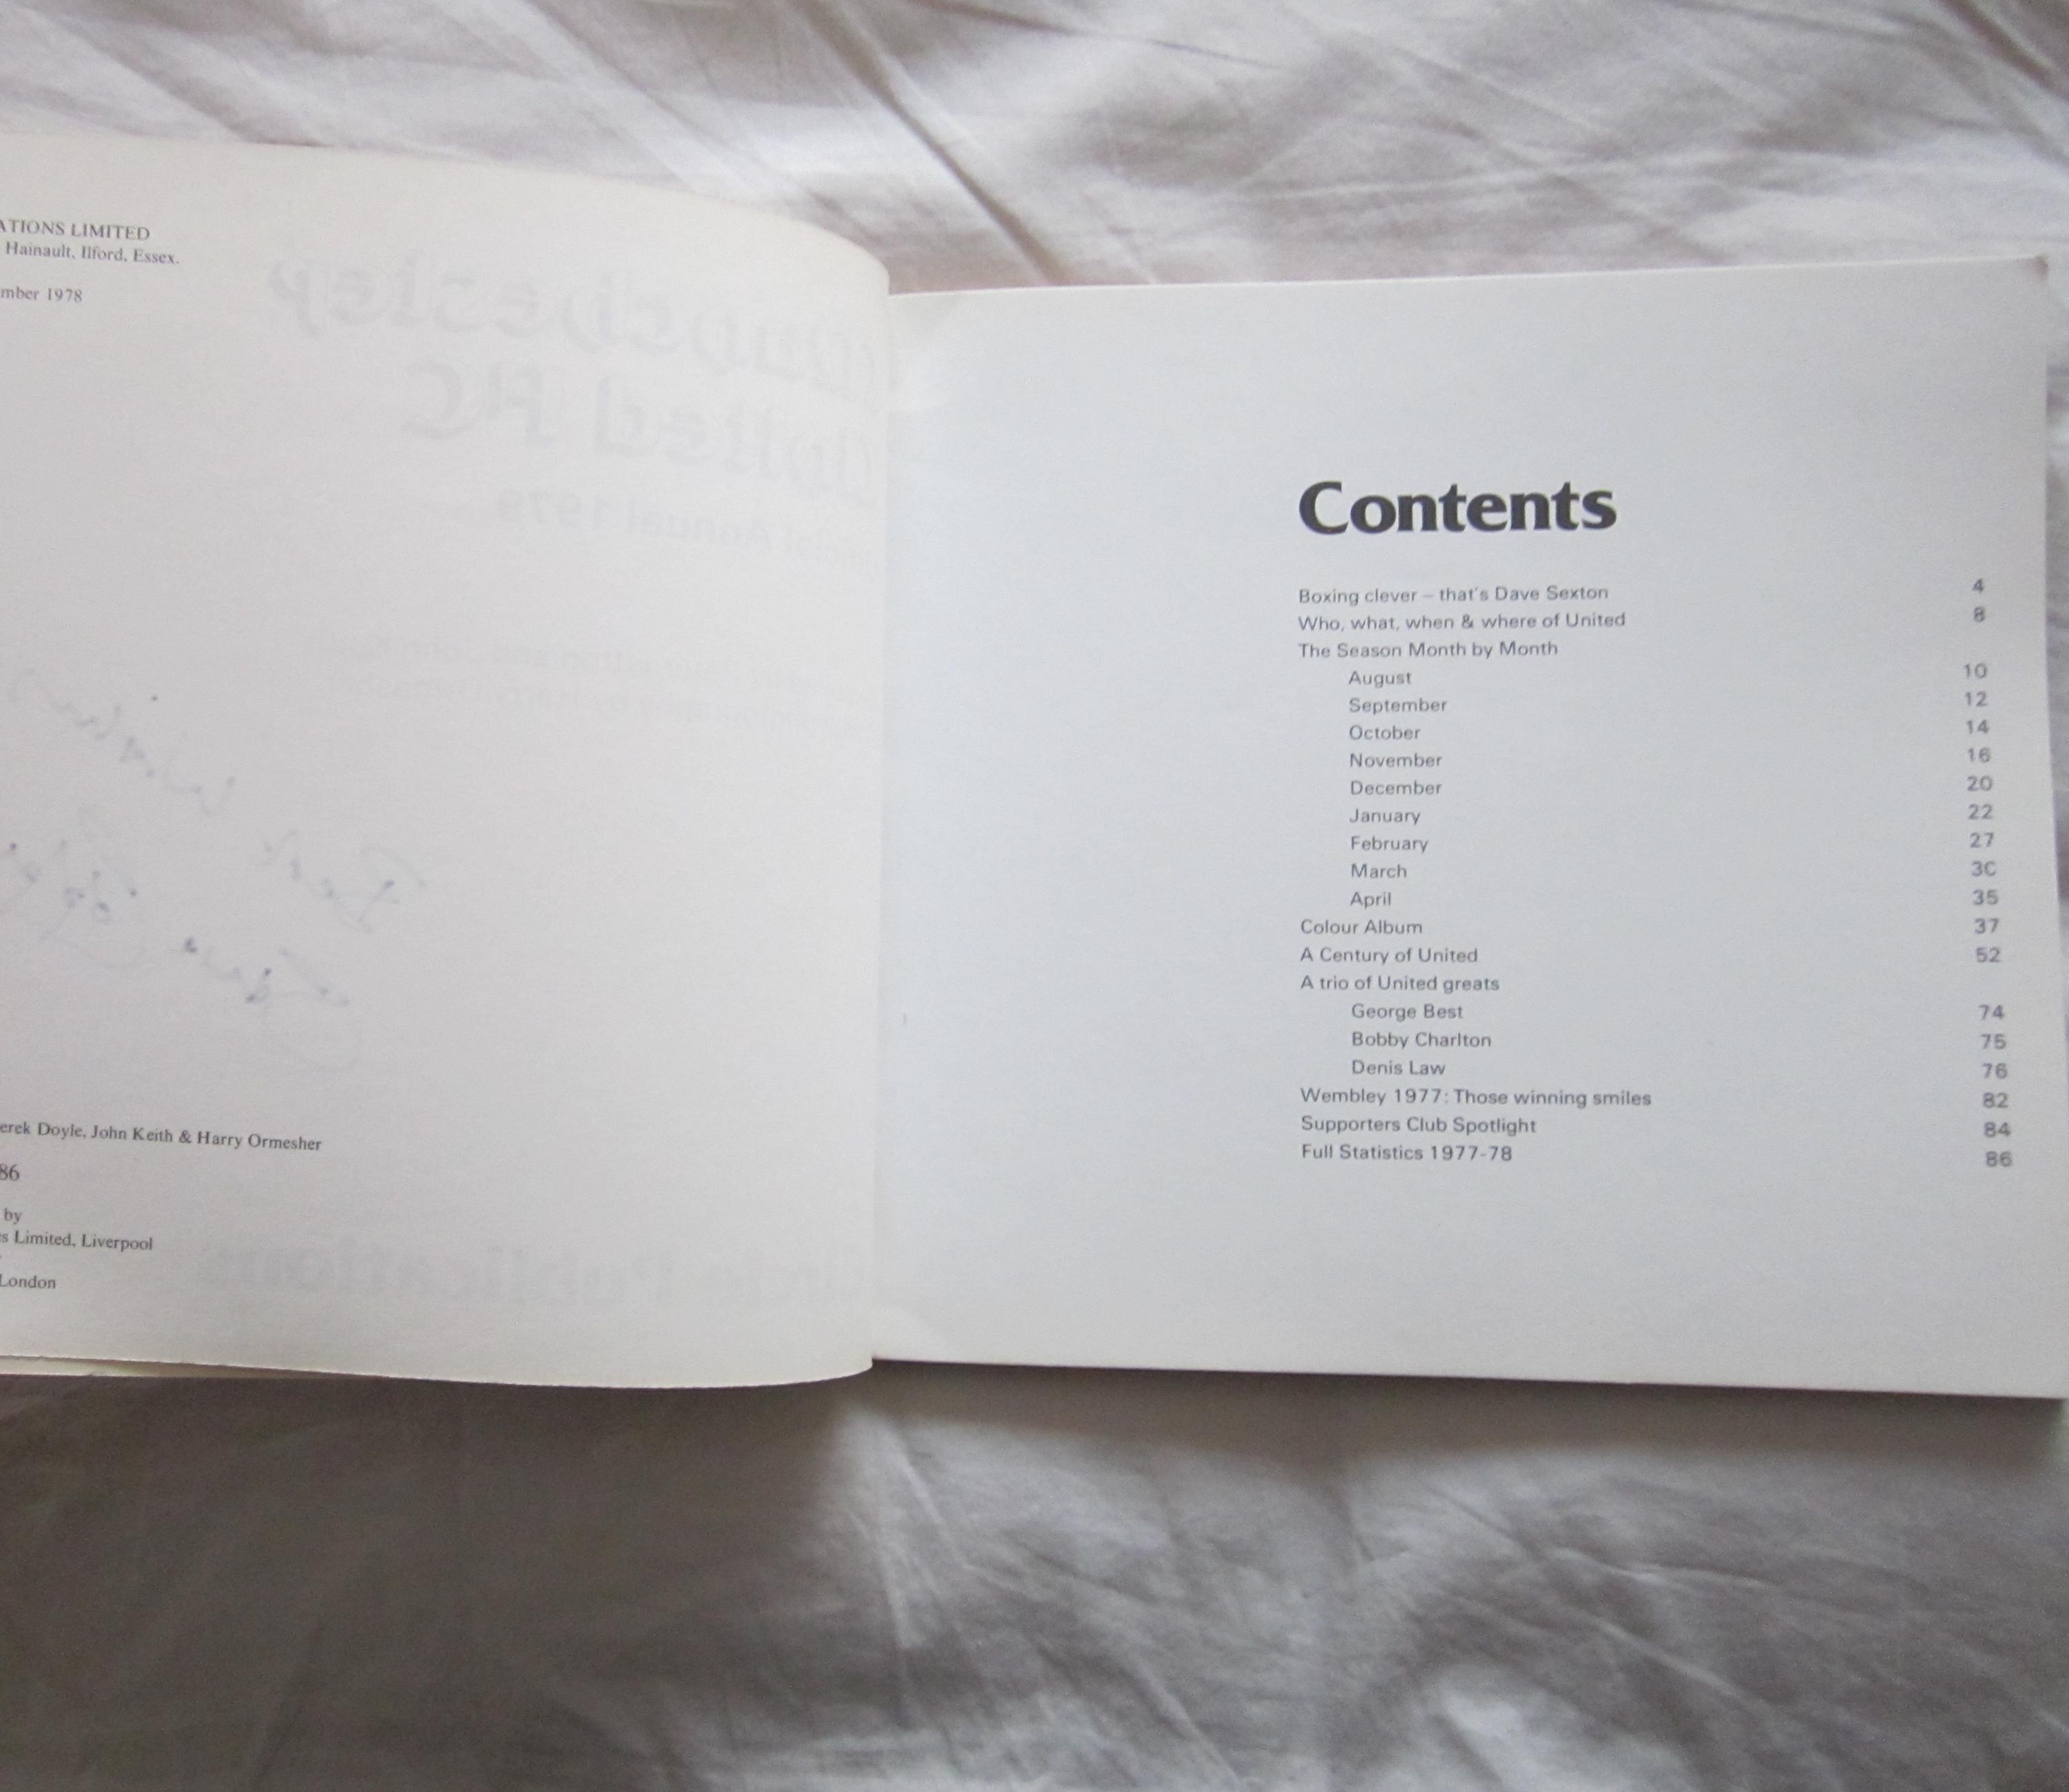 ATIONS LIMITED
Hainault, Ilford, Essex.
mber 1978
erek Doyle, John Keith & Harry Ormesher
86
by
s Limited, Liverpool
London
Contents
Boxing clever – that's Dave Sexton 4
Who, what, when & where of United 8
The Season Month by Month
August 10
September 12
October 14
November 16
December 20
January 22
February 27
March 30
April 35
Colour Album 37
A Century of United 52
A trio of United greats
George Best 74
Bobby Charlton 75
Denis Law 76
Wembley 1977: Those winning smiles 82
Supporters Club Spotlight 84
Full Statistics 1977-78 86